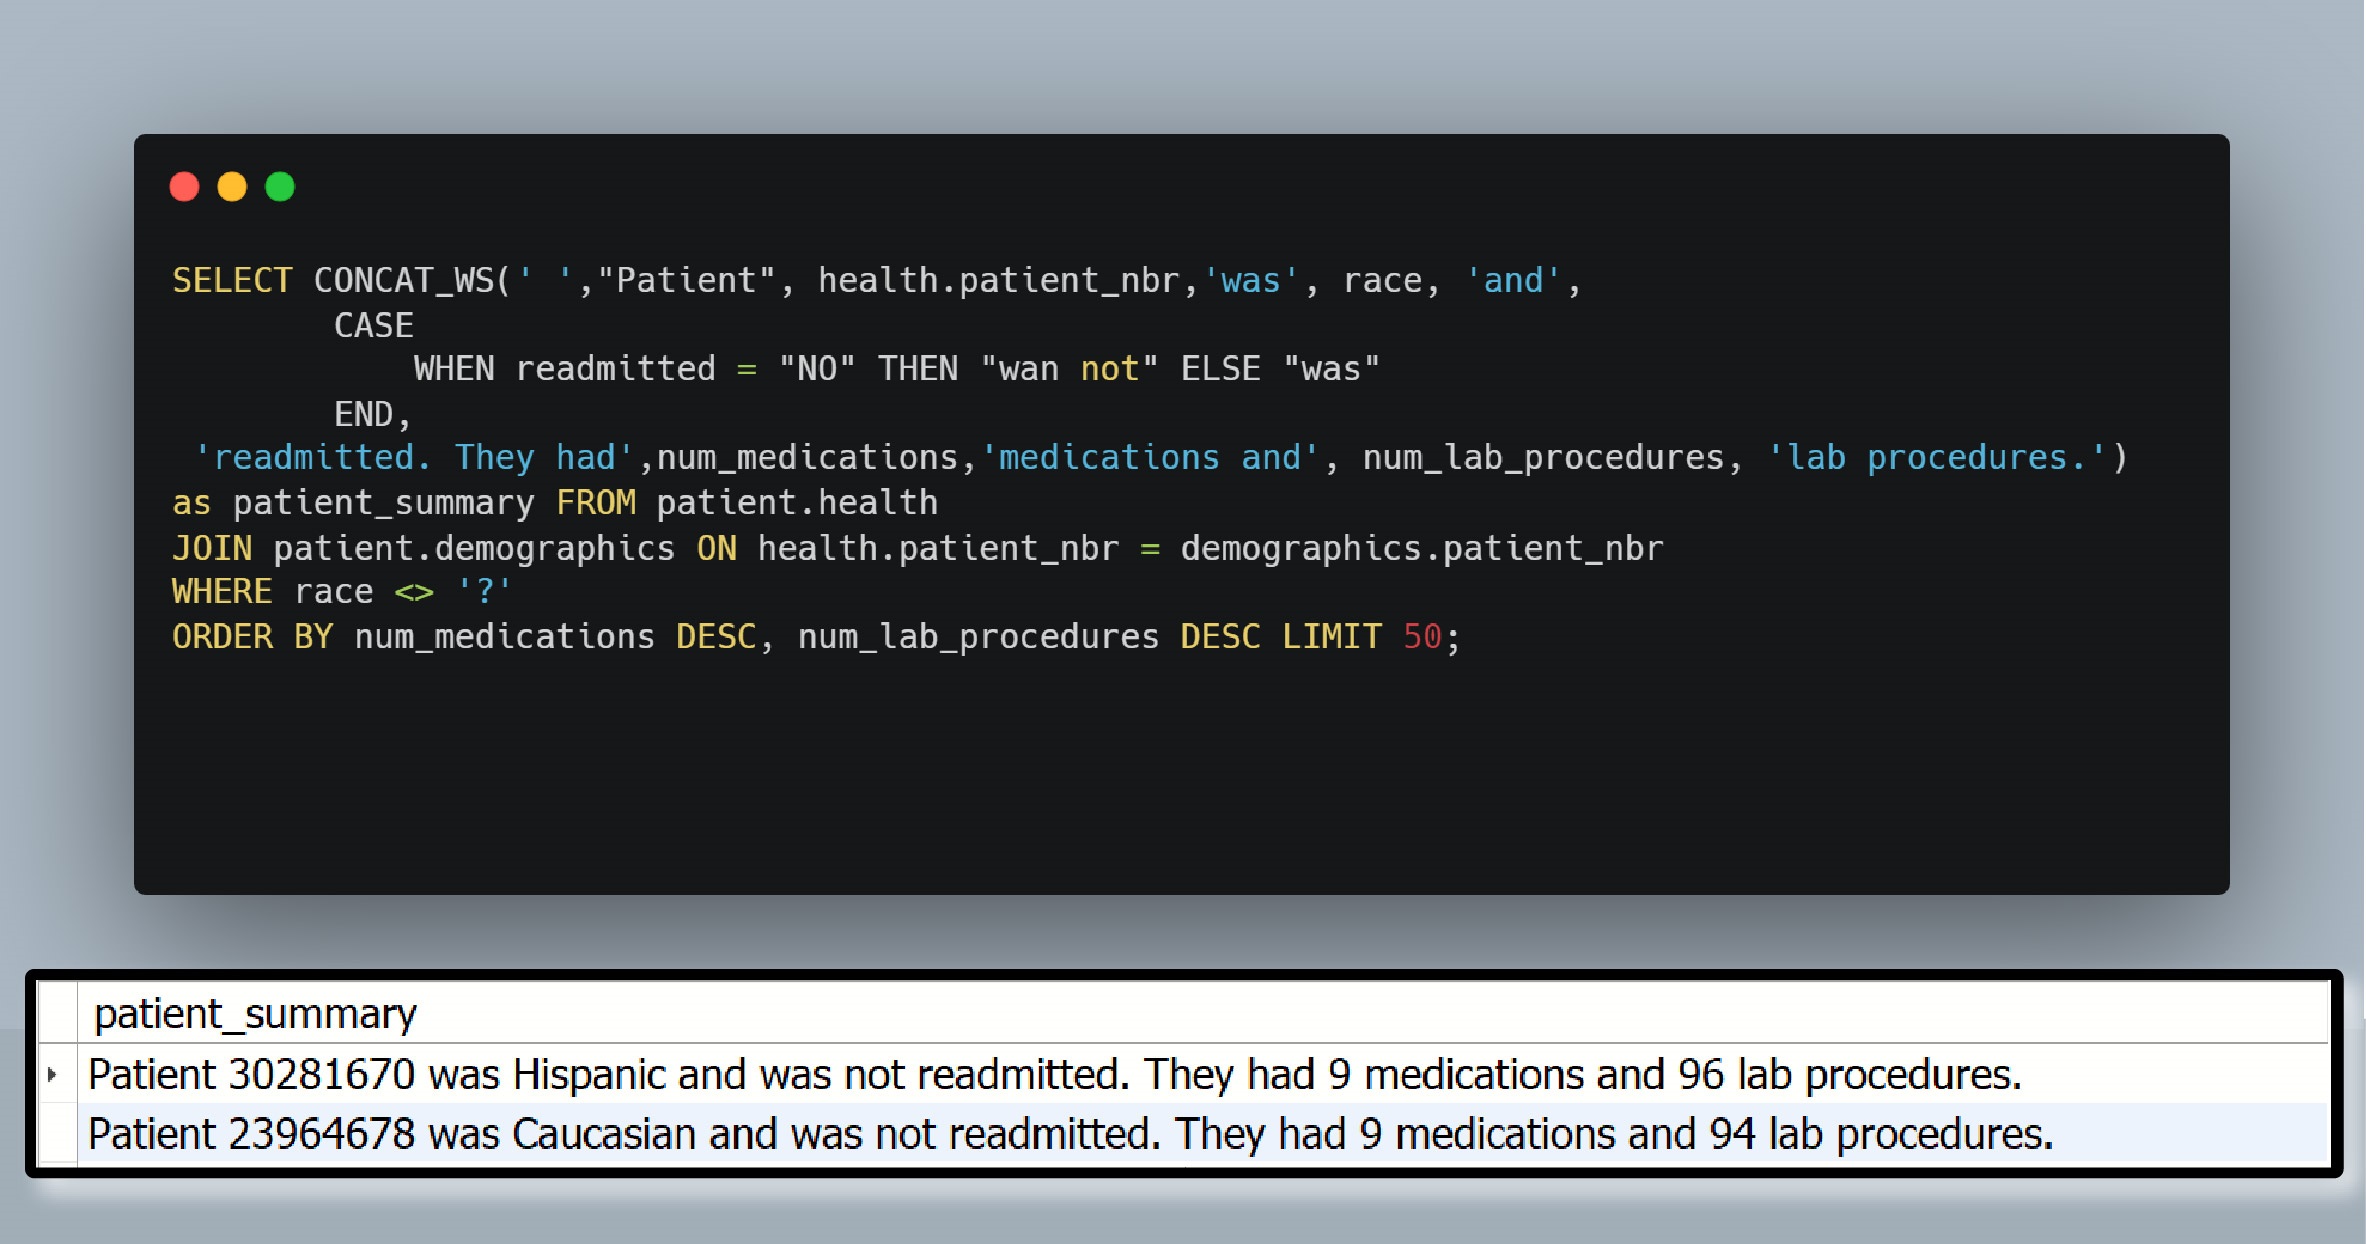 SELECT CONCAT_WS(' ',"Patient", health.patient_nbr,'was', race, 'and',
CASE
WHEN readmitted = "NO" THEN "wan not" ELSE "was"
END,
'readmitted. They had',num_medications,'medications and', num_lab_procedures, 'lab procedures.')
as patient_summary FROM patient.health
JOIN patient.demographics ON health.patient_nbr = demographics.patient_nbr
WHERE race <> '?'
ORDER BY num_medications DESC, num_lab_procedures DESC LIMIT 50;
patient_summary
Patient 30281670 was Hispanic and was not readmitted. They had 9 medications and 96 lab procedures.
Patient 23964678 was Caucasian and was not readmitted. They had 9 medications and 94 lab procedures.